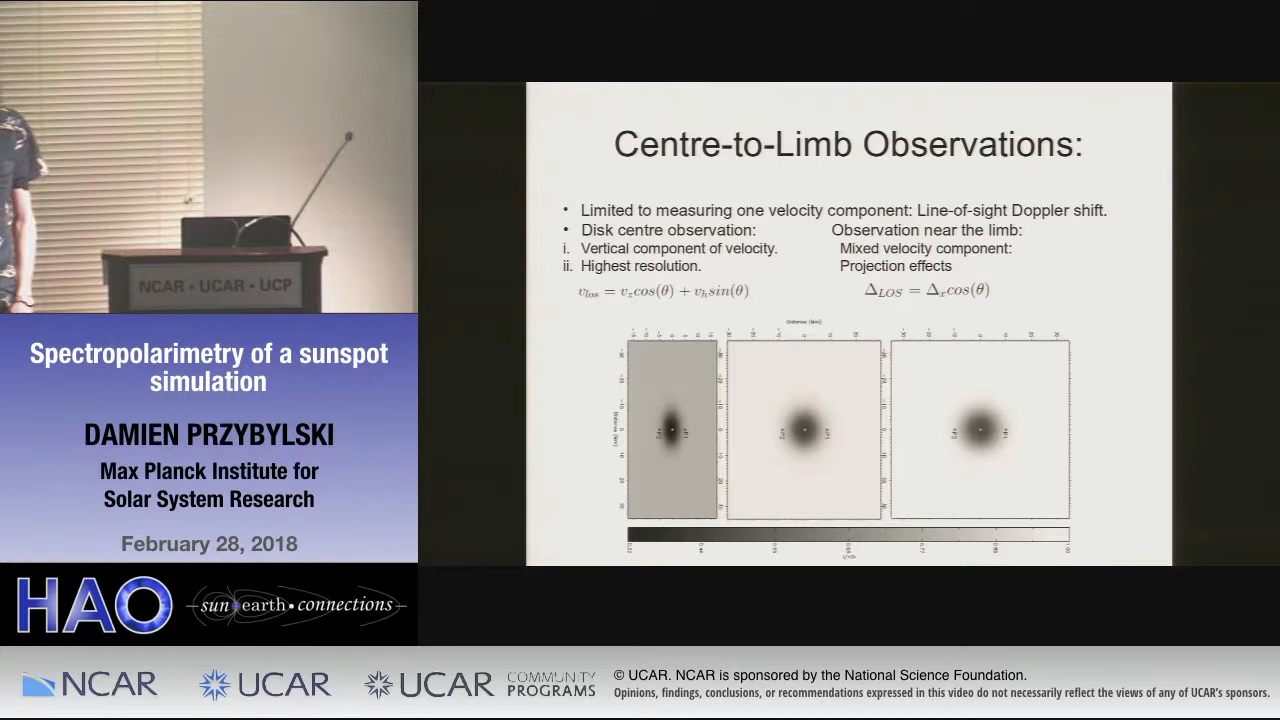 Centre-to-Limb Observations:
• Limited to measuring one velocity component: Line-of-sight Doppler shift.
• Disk centre observation: Observation near the limb:
i. Vertical component of velocity. Mixed velocity component:
ii. Highest resolution. Projection effects
v_los = v_z cos(θ) + v_h sin(θ) Δ_LOS = Δ_x cos(θ)
NCAR • UCAR • UCP
Spectropolarimetry of a sunspot
simulation
DAMIEN PRZYBYLSKI
Max Planck Institute for
Solar System Research
February 28, 2018
HAO
sun • earth • connections
NCAR
UCAR
UCAR
COMMUNITY
PROGRAMS
© UCAR. NCAR is sponsored by the National Science Foundation.
Opinions, findings, conclusions, or recommendations expressed in this video do not necessarily reflect the views of any of UCAR's sponsors.